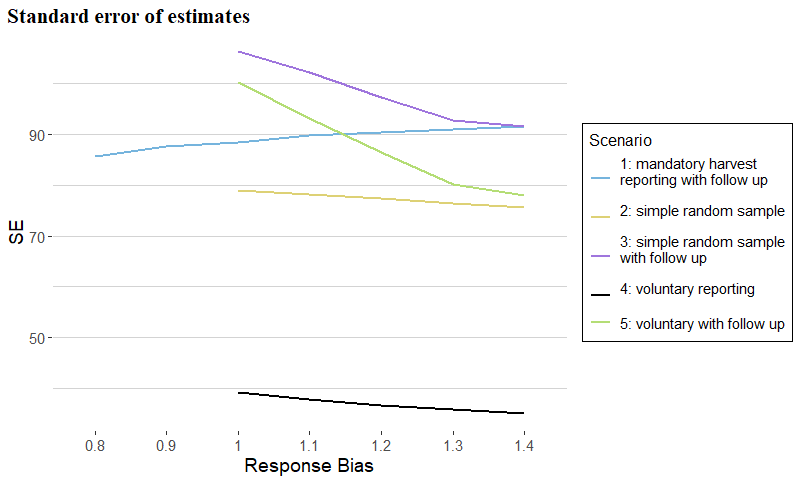 Standard error of estimates
SE
90
70
50
0.8
0.9
1
1.1
1.2
1.3
1.4
Response Bias
Scenario
1: mandatory harvest
reporting with follow up
2: simple random sample
3: simple random sample
with follow up
4: voluntary reporting
5: voluntary with follow up